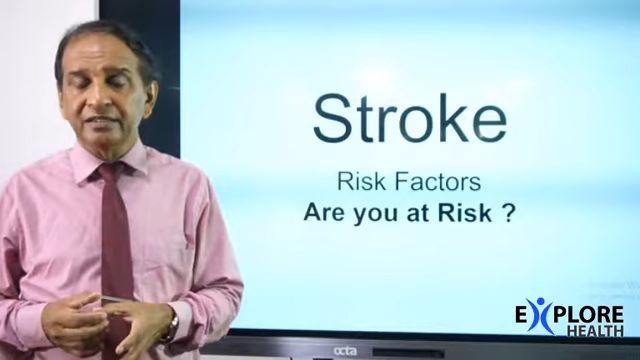 Stroke
Risk Factors
Are you at Risk ?
EXPLORE
HEALTH
octa